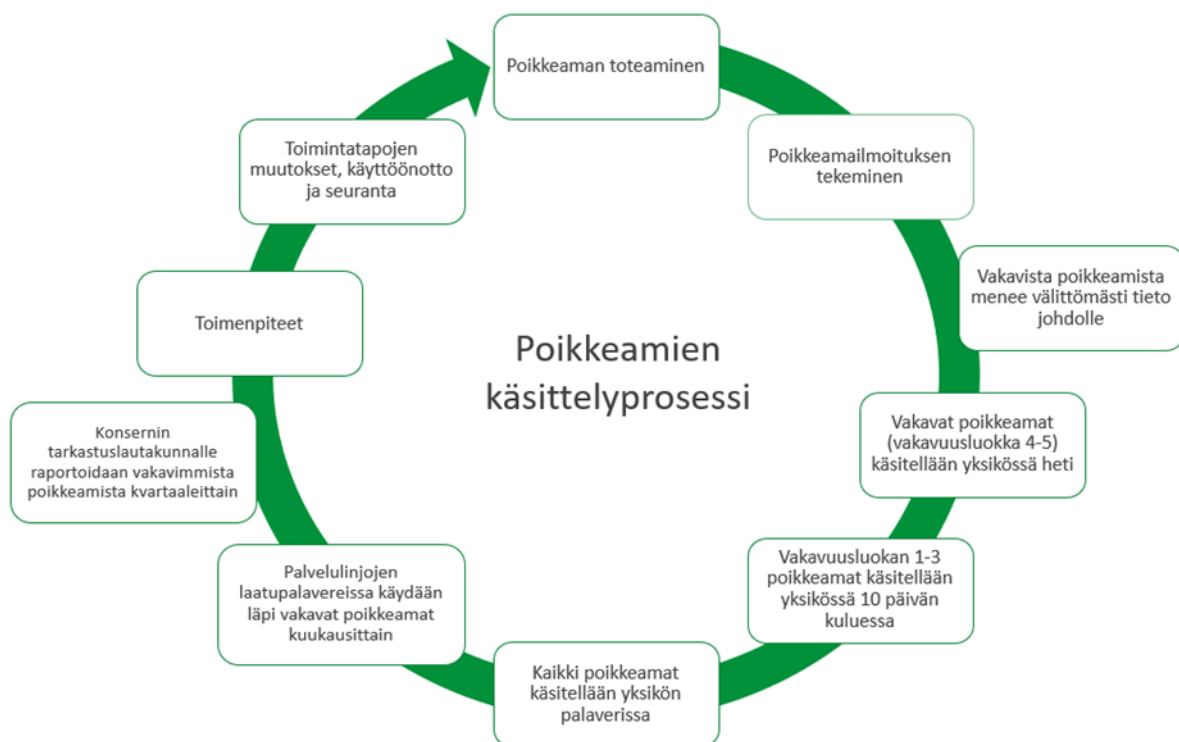 Poikkeamien
käsittelyprosessi
Poikkeaman toteaminen
Poikkeamailmoituksen
tekeminen
Vakavista poikkeamista
menee välittömästi tieto
johdolle
Vakavat poikkeamat
(vakavuusluokka 4-5)
käsitellään yksikössä heti
Vakavuusluokan 1-3
poikkeamat käsitellään
yksikössä 10 päivän
kuluessa
Kaikki poikkeamat
käsitellään yksikön
palaverissa
Palvelulinjojen
laatupalavereissa käydään
läpi vakavat poikkeamat
kuukausittain
Konsernin
tarkastuslautakunnalle
raportoidaan vakavimmista
poikkeamista kvartaaleittain
Toimenpiteet
Toimintatapojen
muutokset, käyttöönotto
ja seuranta